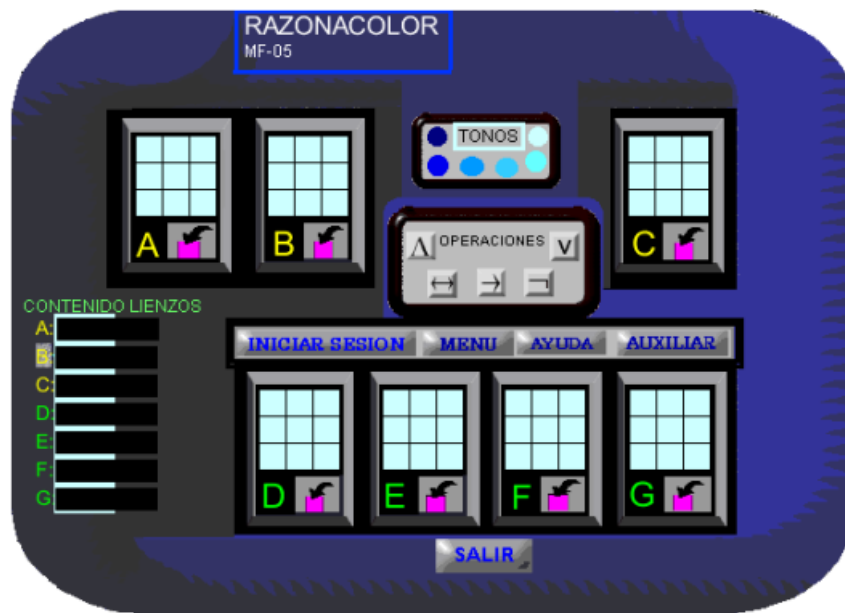 RAZONACOLOR
MF-05
TONOS
A
B
C
Λ OPERACIONES V
↔ → ¬
CONTENIDO LIENZOS
A:
B:
C:
D:
E:
F:
G:
INICIAR SESION MENU AYUDA AUXILIAR
D
E
F
G
SALIR